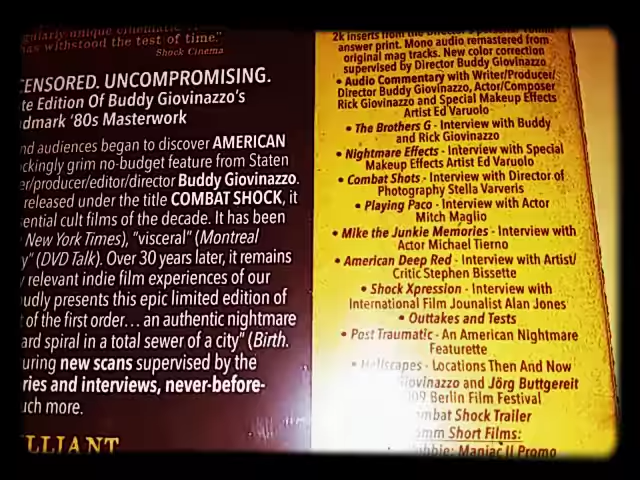 gularly unique cinematic
has withstood the test of time."
Shock Cinema
CENSORED. UNCOMPROMISING.
te Edition Of Buddy Giovinazzo's
dmark '80s Masterwork
nd audiences began to discover AMERICAN
ckingly grim no-budget feature from Staten
er/producer/editor/director Buddy Giovinazzo.
released under the title COMBAT SHOCK, it
ential cult films of the decade. It has been
New York Times), "visceral" (Montreal
y" (DVD Talk). Over 30 years later, it remains
relevant indie film experiences of our
udly presents this epic limited edition of
of the first order... an authentic nightmare
ard spiral in a total sewer of a city" (Birth.
uring new scans supervised by the
ries and interviews, never-before-
uch more.
LLIANT
2k inserts from the Director's personal
answer print. Mono audio remastered from
original mag tracks. New color correction
supervised by Director Buddy Giovinazzo
• Audio Commentary with Writer/Producer/
Director Buddy Giovinazzo, Actor/Composer
Rick Giovinazzo and Special Makeup Effects
Artist Ed Varuolo
• The Brothers G - Interview with Buddy
and Rick Giovinazzo
• Nightmare Effects - Interview with Special
Makeup Effects Artist Ed Varuolo
• Combat Shots - Interview with Director of
Photography Stella Varveris
• Playing Paco - Interview with Actor
Mitch Maglio
• Mike the Junkie Memories - Interview with
Actor Michael Tierno
• American Deep Red - Interview with Artist/
Critic Stephen Bissette
• Shock Xpression - Interview with
International Film Jounalist Alan Jones
• Outtakes and Tests
• Post Traumatic - An American Nightmare
Featurette
• Hellscapes - Locations Then And Now
Giovinazzo and Jörg Buttgereit
09 Berlin Film Festival
mbat Shock Trailer
mm Short Films:
bbie: Maniac II Promo